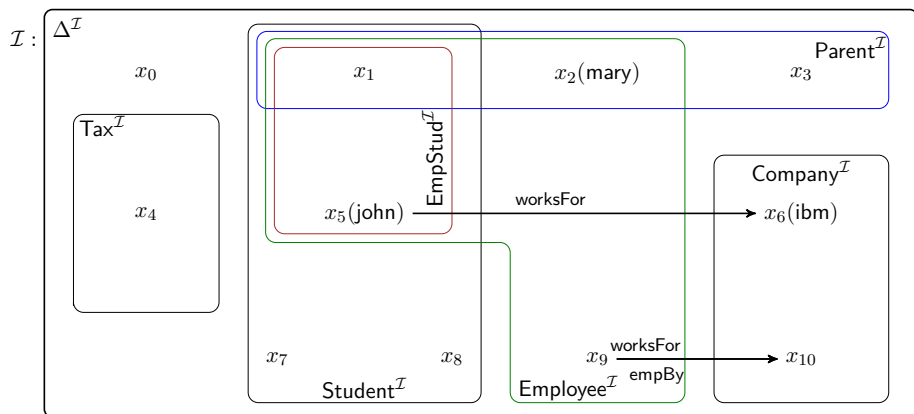 𝓘 :
Δ^𝓘
Parent^𝓘
x₀
x₁
x₂(mary)
x₃
Tax^𝓘
EmpStud^𝓘
Company^𝓘
x₄
x₅(john)
worksFor
x₆(ibm)
worksFor
x₇
x₈
x₉
x₁₀
empBy
Student^𝓘
Employee^𝓘